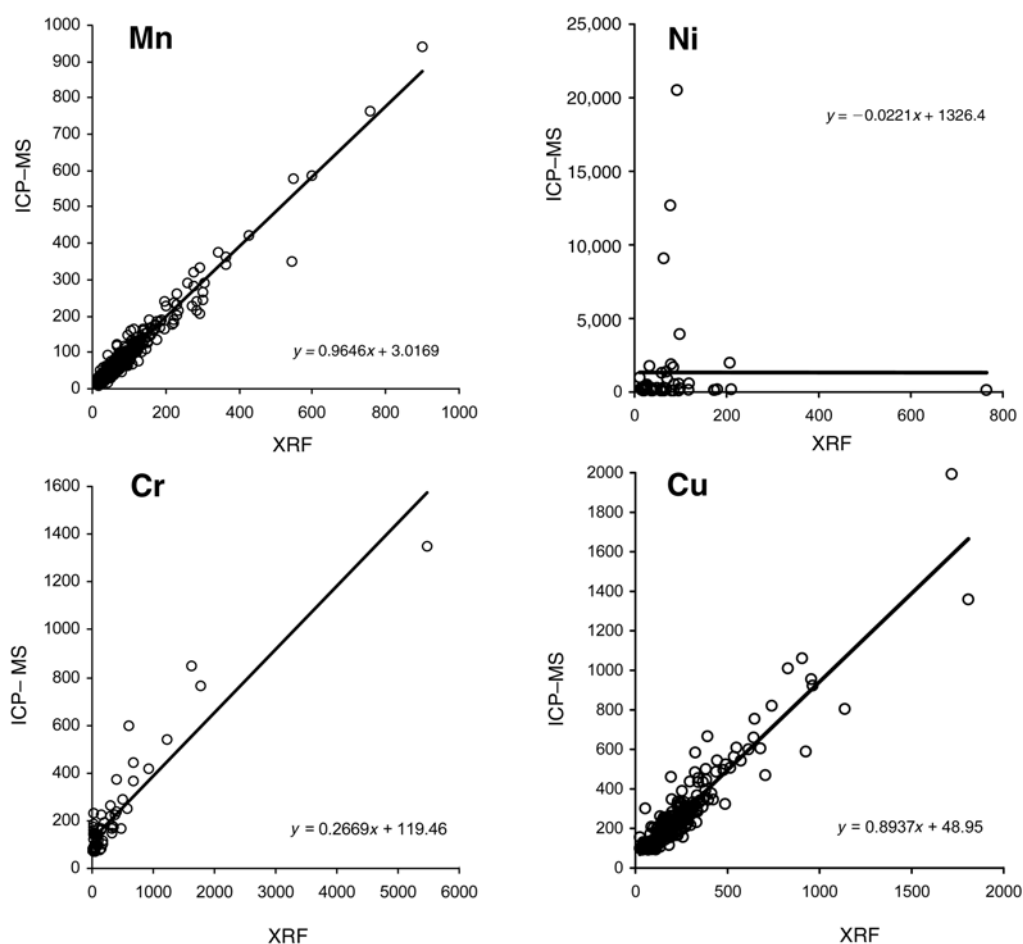 Mn
1000
900
800
700
600
500
400
300
200
100
0
ICP–MS
y = 0.9646x + 3.0169
0 200 400 600 800 1000
XRF
Ni
25,000
20,000
15,000
10,000
5,000
0
ICP–MS
y = −0.0221x + 1326.4
0 200 400 600 800
XRF
Cr
1600
1400
1200
1000
800
600
400
200
0
ICP– MS
y = 0.2669x + 119.46
0 1000 2000 3000 4000 5000 6000
XRF
Cu
2000
1800
1600
1400
1200
1000
800
600
400
200
0
ICP–MS
y = 0.8937x + 48.95
0 500 1000 1500 2000
XRF